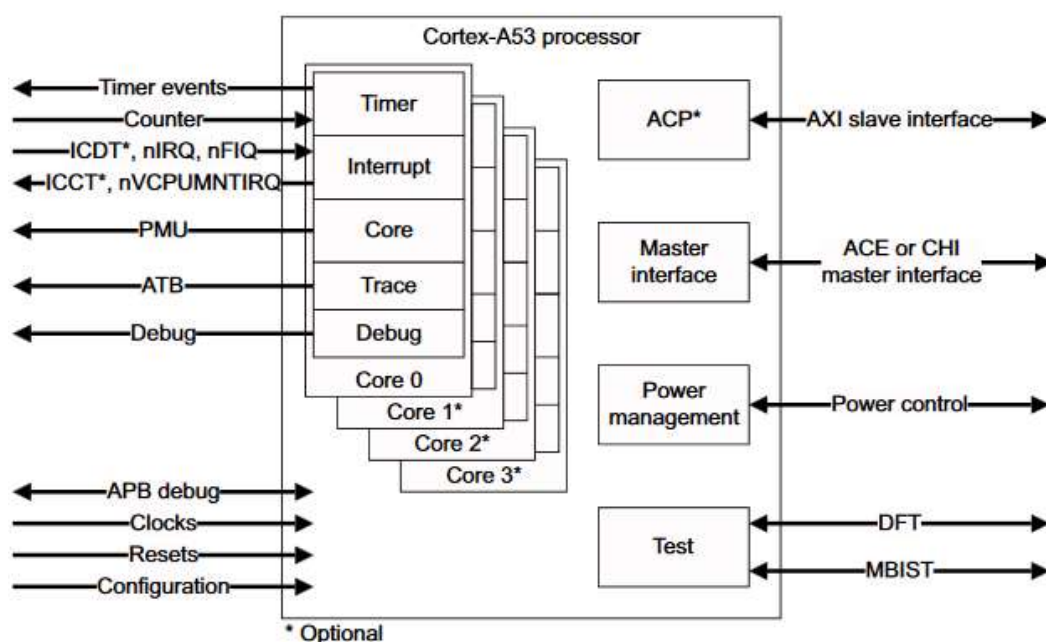 Cortex-A53 processor
Timer events
Counter
ICDT*, nIRQ, nFIQ
ICCT*, nVCPUMNTIRQ
PMU
ATB
Debug
Timer
Interrupt
Core
Trace
Debug
Core 0
Core 1*
Core 2*
Core 3*
APB debug
Clocks
Resets
Configuration
ACP*
AXI slave interface
Master
interface
ACE or CHI
master interface
Power
management
Power control
Test
DFT
MBIST
* Optional